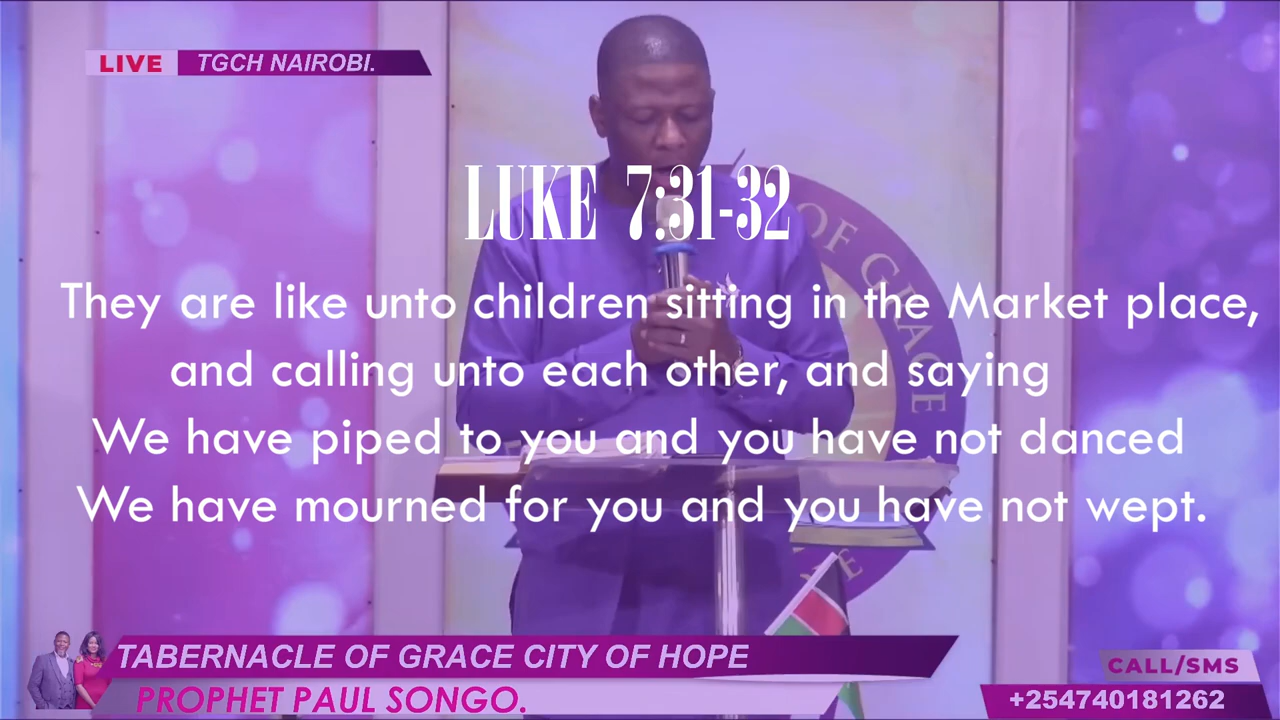 LIVE TGCH NAIROBI.
LUKE 7:31-32
They are like unto children sitting in the Market place,
and calling unto each other, and saying
We have piped to you and you have not danced
We have mourned for you and you have not wept.
OF GRACE
TABERNACLE OF GRACE CITY OF HOPE
PROPHET PAUL SONGO.
CALL/SMS
+254740181262